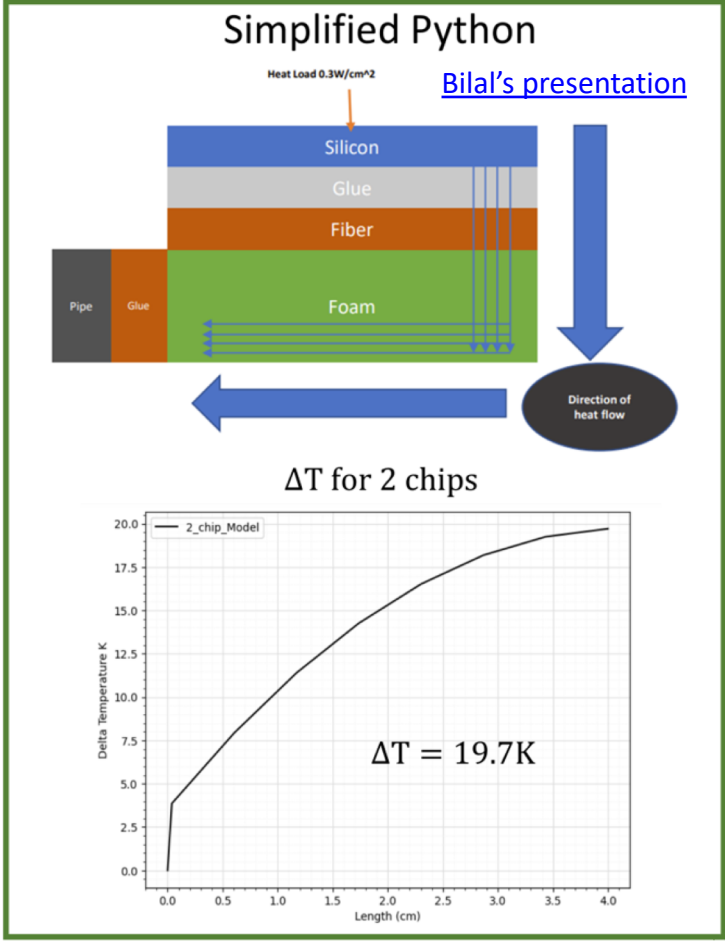 Simplified Python
Heat Load 0.3W/cm^2
Bilal's presentation
Silicon
Glue
Fiber
Pipe
Glue
Foam
Direction of
heat flow
ΔT for 2 chips
2_chip_Model
20.0
17.5
15.0
12.5
10.0
7.5
5.0
2.5
0.0
Delta Temperature K
ΔT = 19.7K
0.0 0.5 1.0 1.5 2.0 2.5 3.0 3.5 4.0
Length (cm)